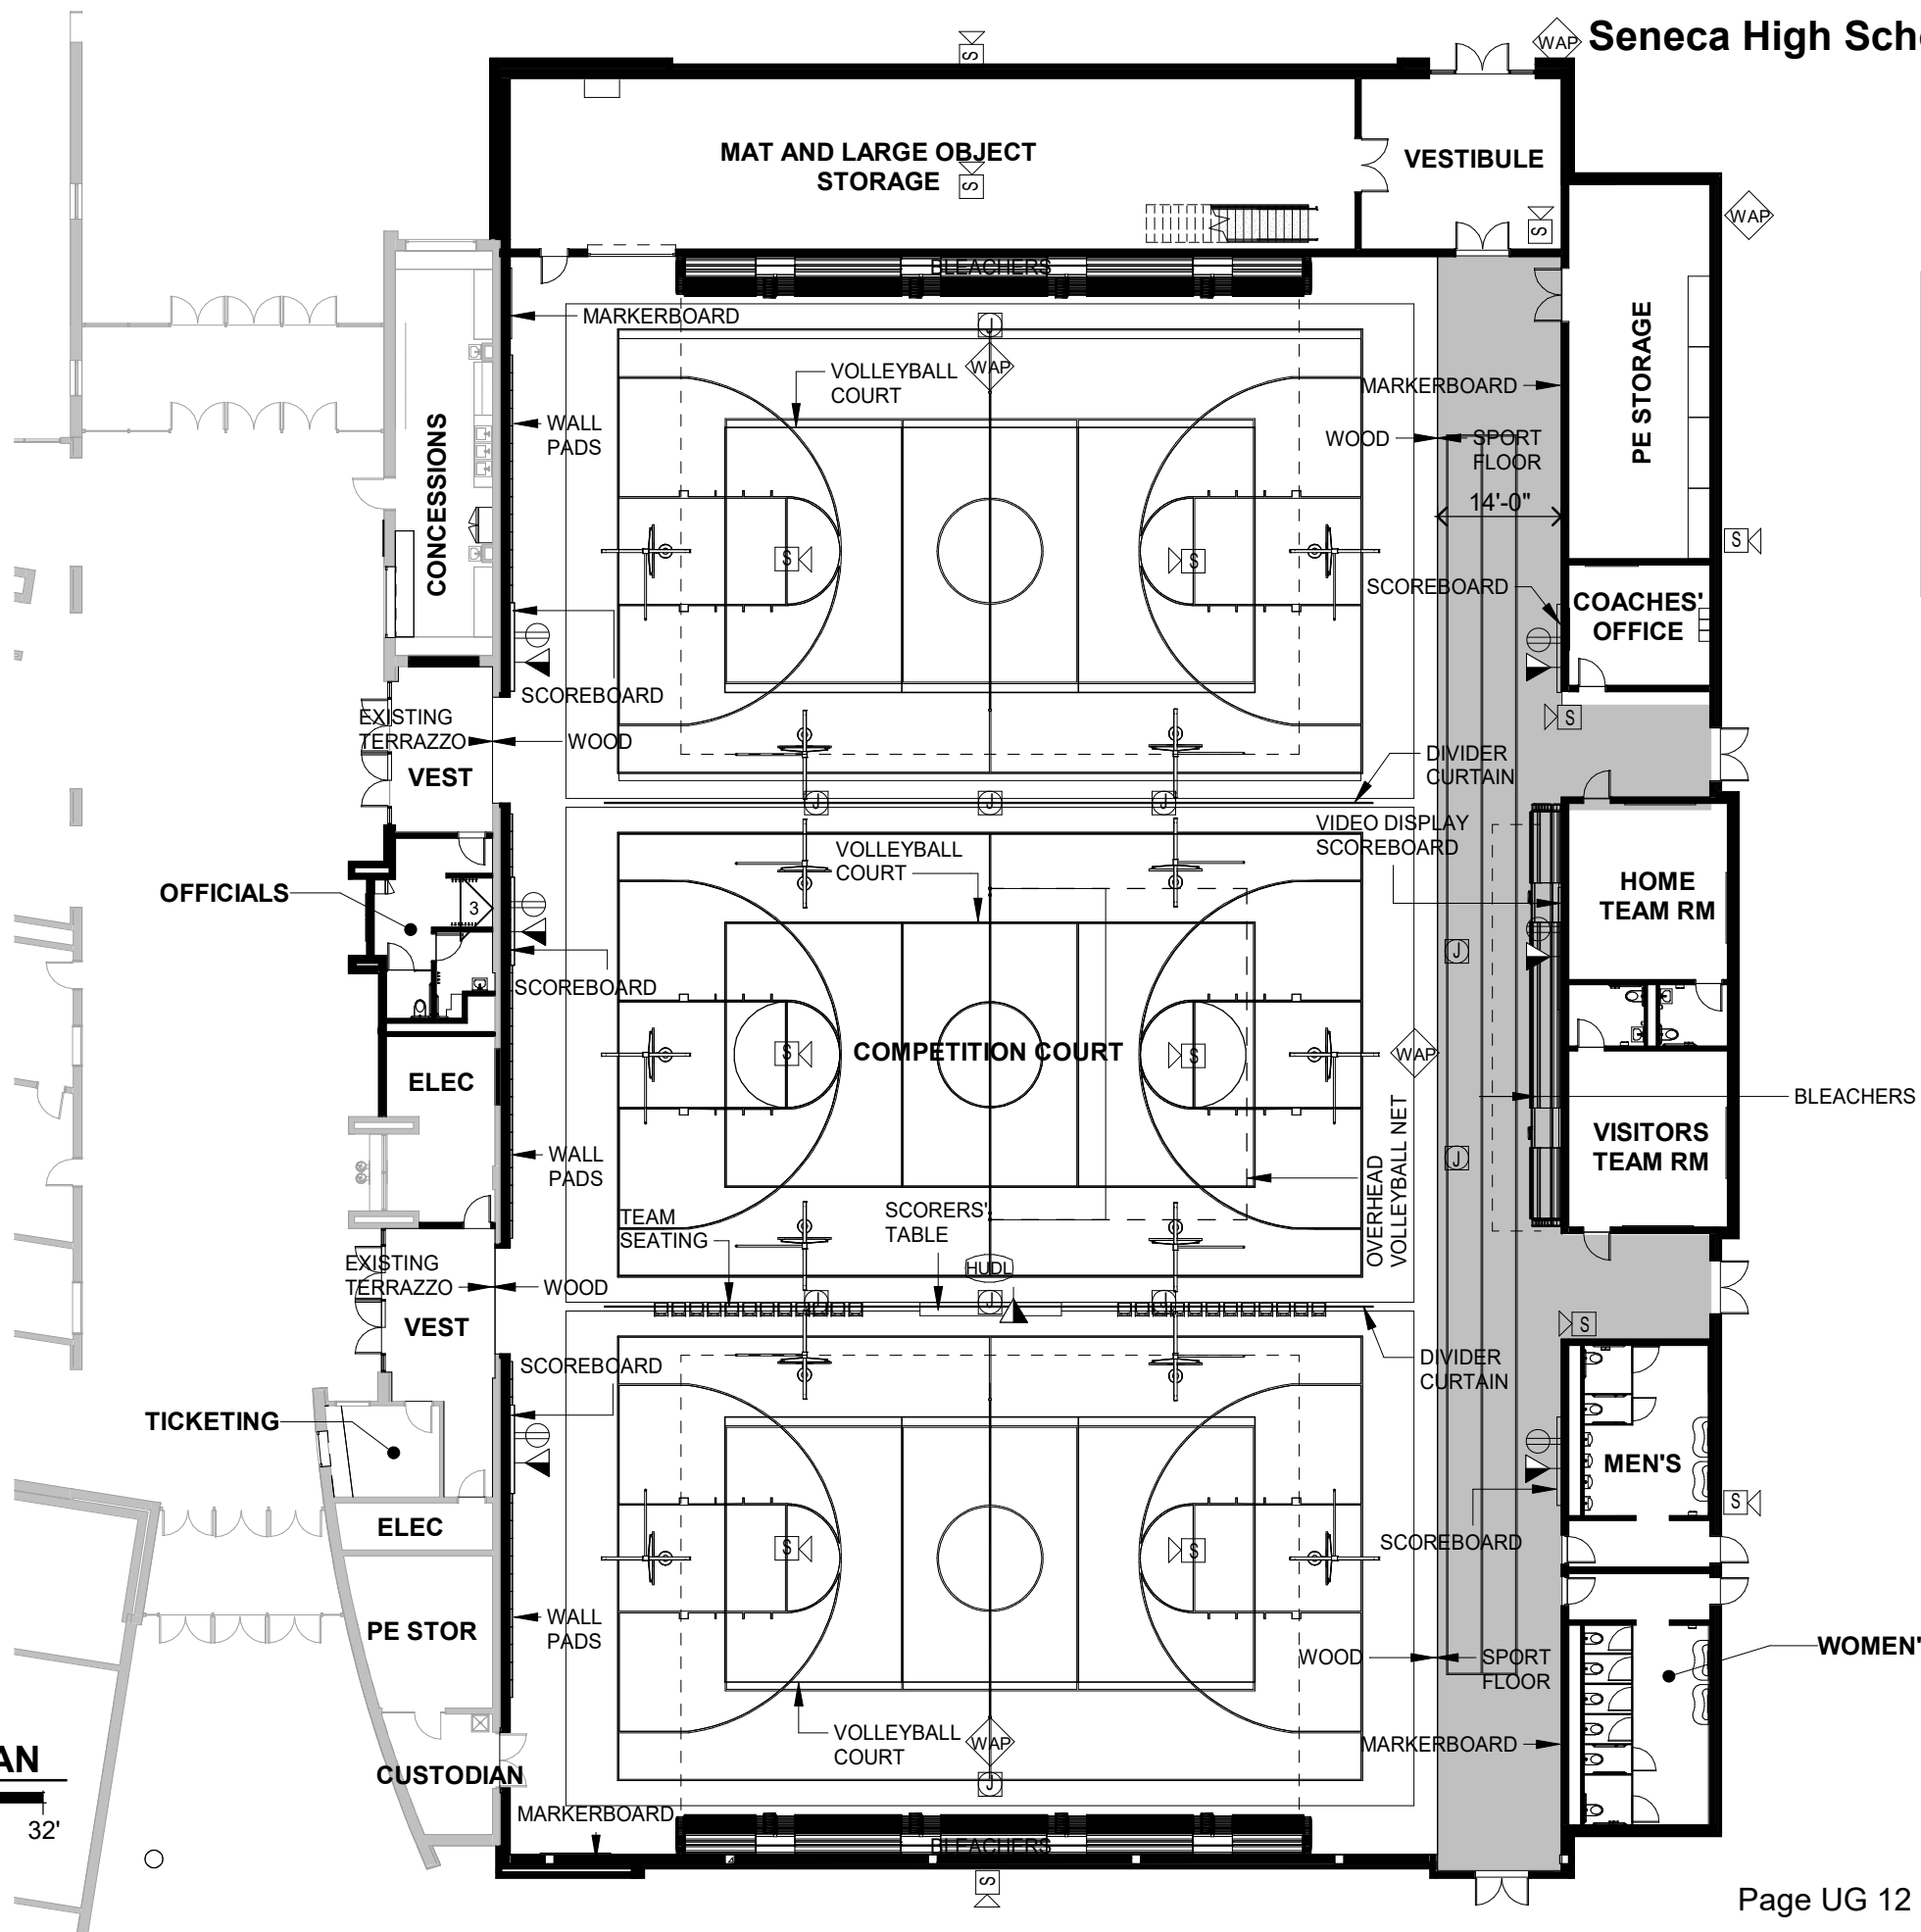 WAP
Seneca High Sch
S
MAT AND LARGE OBJECT
STORAGE
S
VESTIBULE
S
WAP
BLEACHERS
MARKERBOARD
J
VOLLEYBALL
COURT
WAP
MARKERBOARD
PE STORAGE
CONCESSIONS
WALL
PADS
WOOD
SPORT
FLOOR
14'-0"
S
S
S
SCOREBOARD
COACHES'
OFFICE
SCOREBOARD
S
EXISTING
TERRAZZO
WOOD
VEST
DIVIDER
CURTAIN
J
J
J
VIDEO DISPLAY
SCOREBOARD
VOLLEYBALL
COURT
OFFICIALS
3
HOME
TEAM RM
J
SCOREBOARD
S
COMPETITION COURT
S
WAP
ELEC
BLEACHERS
WALL
PADS
OVERHEAD
VOLLEYBALL NET
VISITORS
TEAM RM
J
TEAM
SEATING
SCORERS'
TABLE
HUDL
EXISTING
TERRAZZO
WOOD
J
J
J
VEST
S
SCOREBOARD
DIVIDER
CURTAIN
TICKETING
MEN'S
S
ELEC
S
S
SCOREBOARD
PE STOR
WALL
PADS
WOOD
SPORT
FLOOR
WOMEN'
VOLLEYBALL
COURT
WAP
MARKERBOARD
AN
CUSTODIAN
J
32'
MARKERBOARD
BLEACHERS
S
Page UG 12